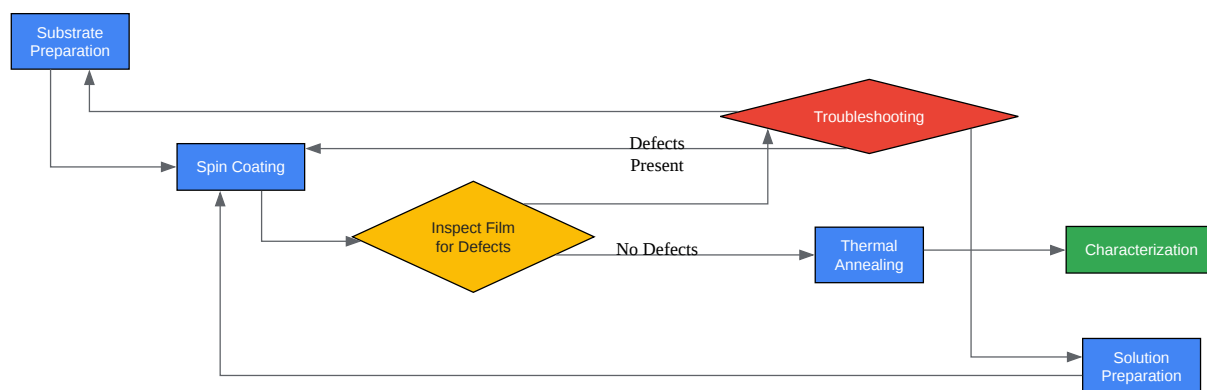 Substrate
Preparation
Troubleshooting
Defects
Present
Spin Coating
Inspect Film
for Defects
No Defects
Thermal
Annealing
Characterization
Solution
Preparation